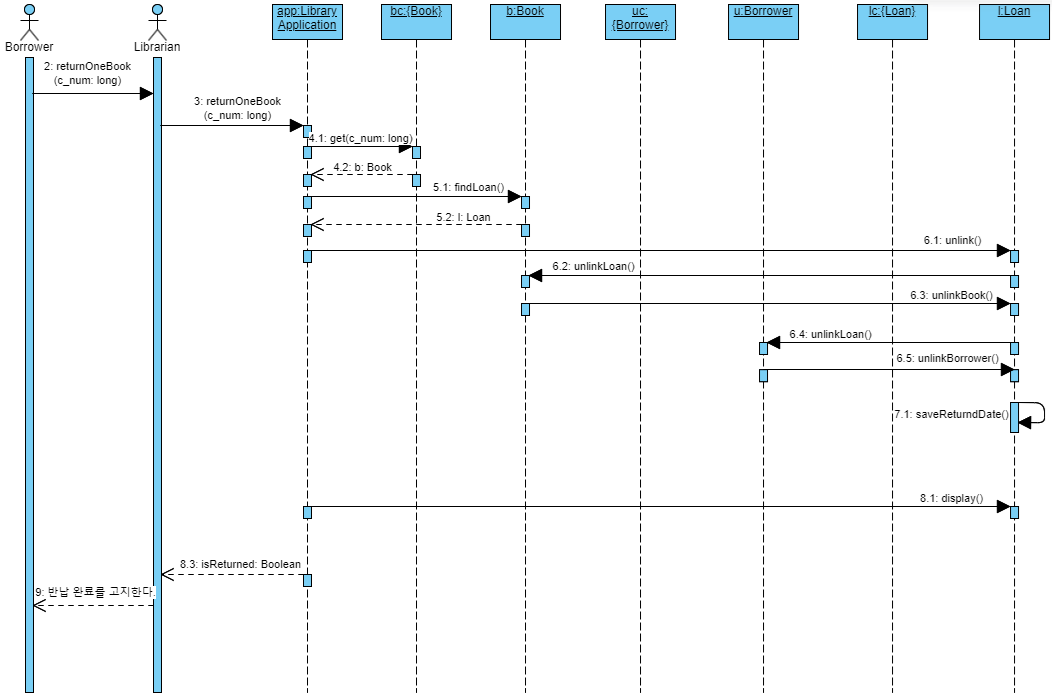 app:Library
Application
bc:{Book}
b:Book
uc:
{Borrower}
u:Borrower
lc:{Loan}
l:Loan
Borrower
Librarian
2: returnOneBook
(c_num: long)
3: returnOneBook
(c_num: long)
4.1: get(c_num: long)
4.2: b: Book
5.1: findLoan()
5.2: l: Loan
6.1: unlink()
6.2: unlinkLoan()
6.3: unlinkBook()
6.4: unlinkLoan()
6.5: unlinkBorrower()
7.1: saveReturndDate()
8.1: display()
8.3: isReturned: Boolean
9: 반납 완료를 고지한다.